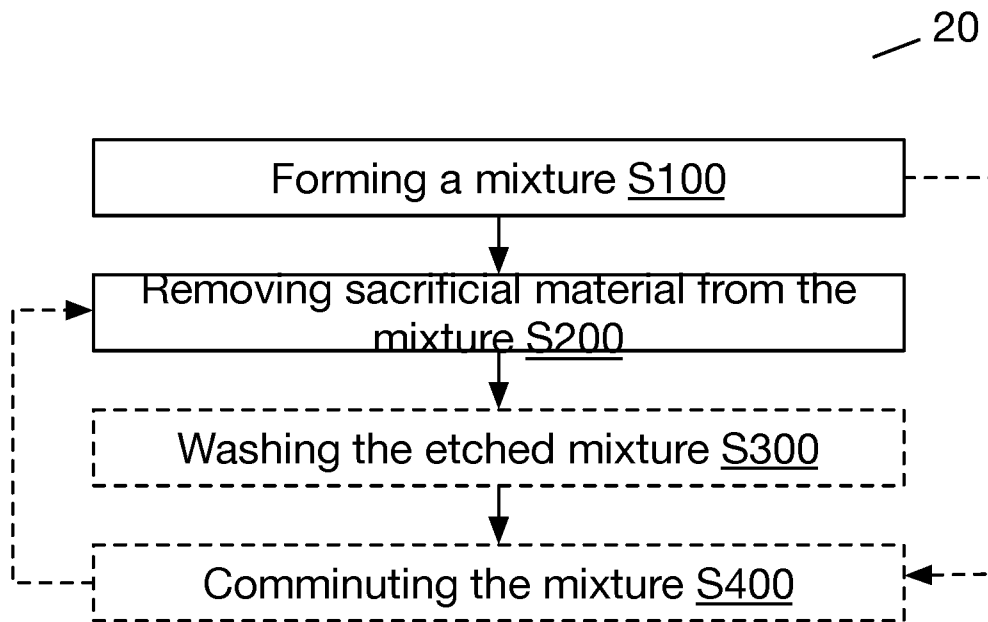 20
Forming a mixture S100
Removing sacrificial material from the
mixture S200
Washing the etched mixture S300
Comminuting the mixture S400